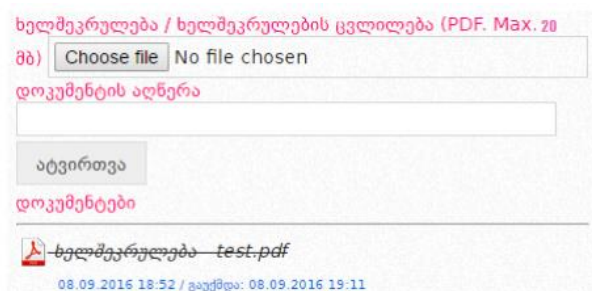 ხელშეკრულება / ხელშეკრულების ცვლილება (PDF. Max. 20
მბ) Choose file No file chosen
დოკუმენტის აღწერა
ატვირთვა
დოკუმენტები
ხელშეკრულება test.pdf
08.09.2016 18:52 / გაუქმდა: 08.09.2016 19:11